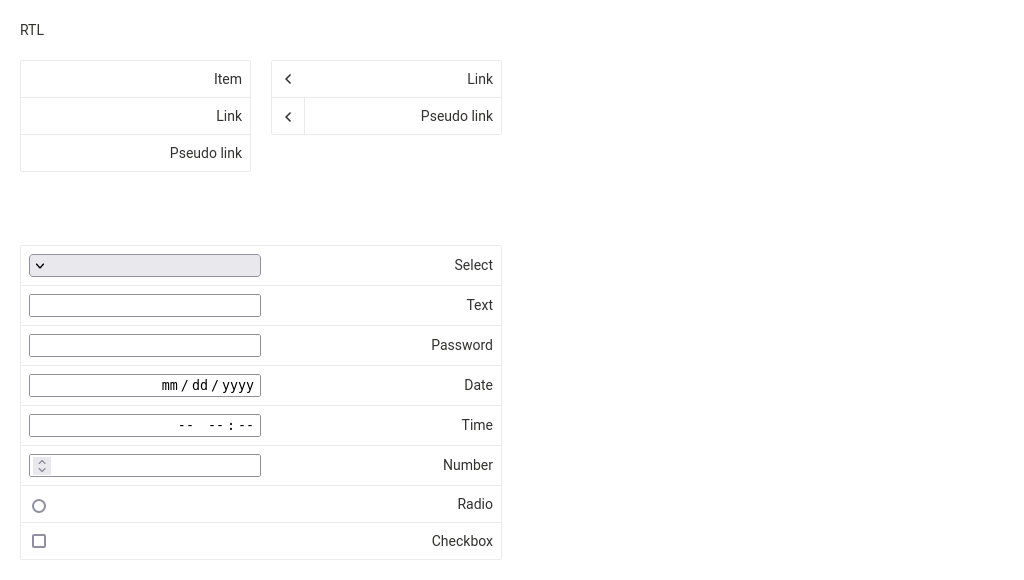 RTL
Item
Link
Pseudo link
Link
Pseudo link
Select
Text
Password
mm/dd/yyyy Date
-- --:-- Time
Number
Radio
Checkbox